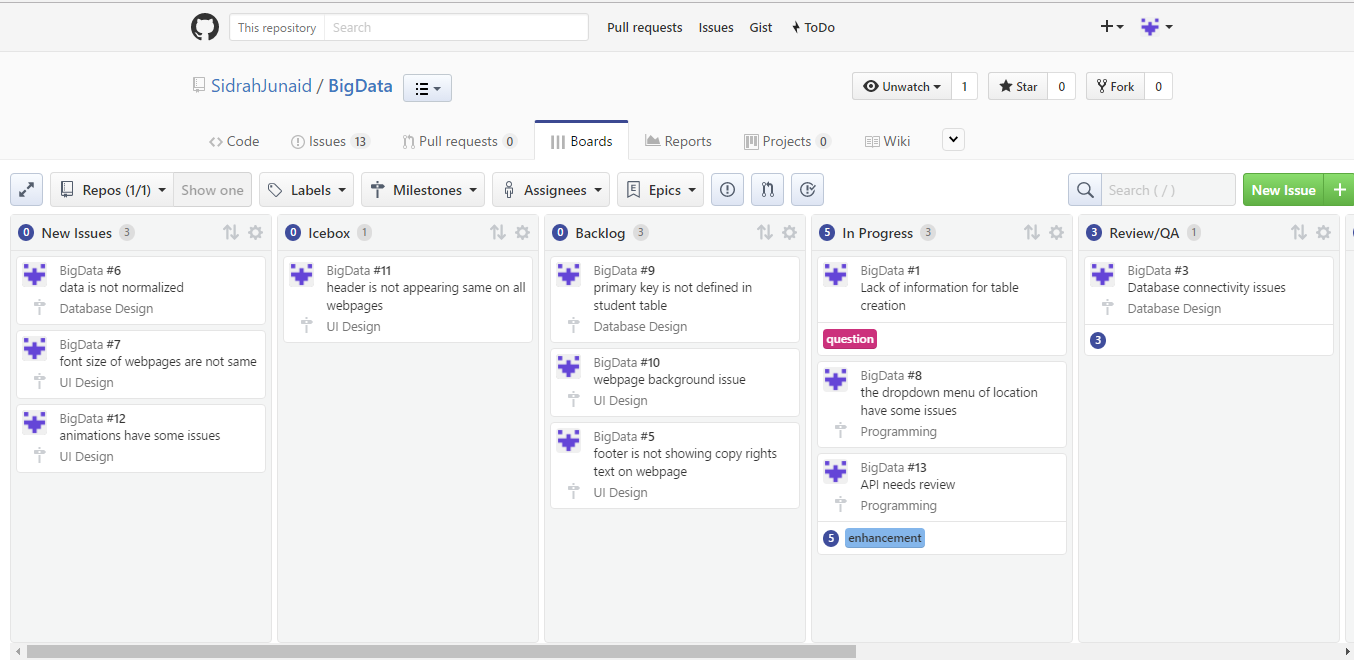 This repository Search Pull requests Issues Gist ToDo
SidrahJunaid / BigData
Unwatch 1 Star 0 Fork 0
Code Issues 13 Pull requests 0 Boards Reports Projects 0 Wiki
Repos (1/1) Show one Labels Milestones Assignees Epics Search ( / ) New Issue +
0 New Issues 3
BigData #6
data is not normalized
Database Design
BigData #7
font size of webpages are not same
UI Design
BigData #12
animations have some issues
UI Design
0 Icebox 1
BigData #11
header is not appearing same on all
webpages
UI Design
0 Backlog 3
BigData #9
primary key is not defined in
student table
Database Design
BigData #10
webpage background issue
UI Design
BigData #5
footer is not showing copy rights
text on webpage
UI Design
5 In Progress 3
BigData #1
Lack of information for table
creation
question
BigData #8
the dropdown menu of location
have some issues
Programming
BigData #13
API needs review
Programming
5 enhancement
3 Review/QA 1
BigData #3
Database connectivity issues
Database Design
3